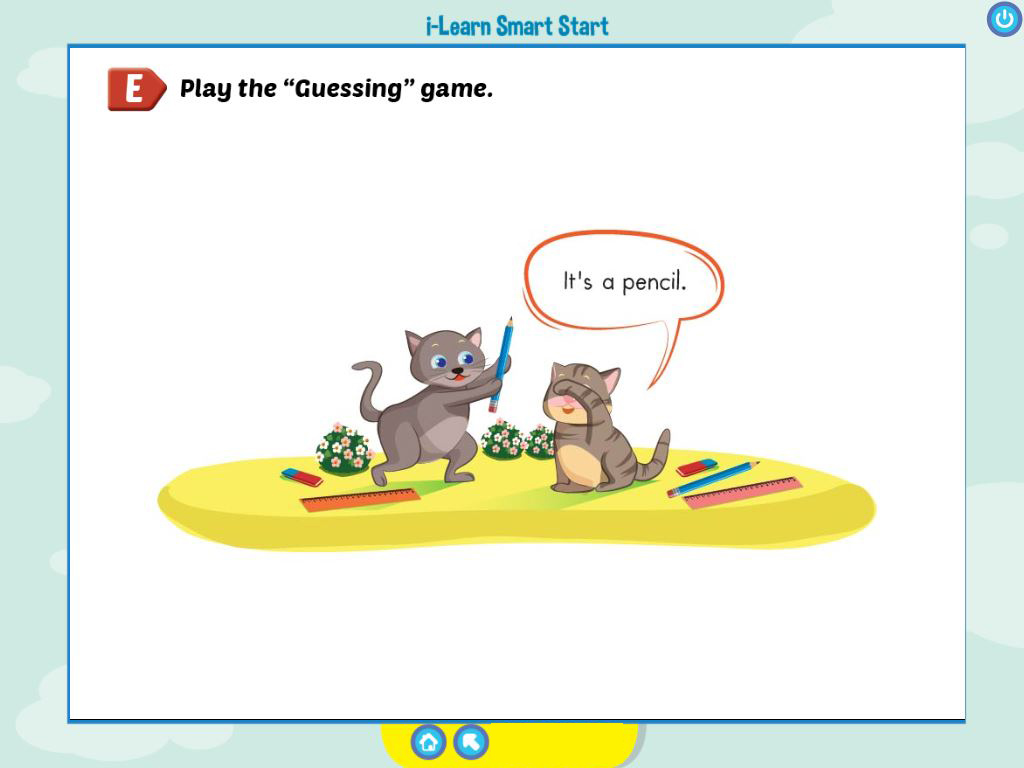 i-Learn Smart Start
E Play the “Guessing” game.
It's a pencil.